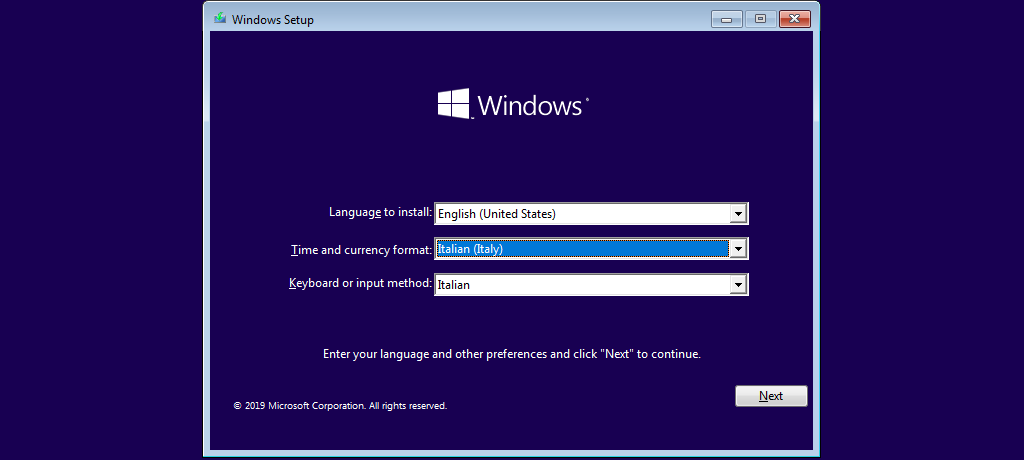 Windows Setup
Windows
Language to install: English (United States)
Time and currency format: Italian (Italy)
Keyboard or input method: Italian
Enter your language and other preferences and click "Next" to continue.
Next
© 2019 Microsoft Corporation. All rights reserved.